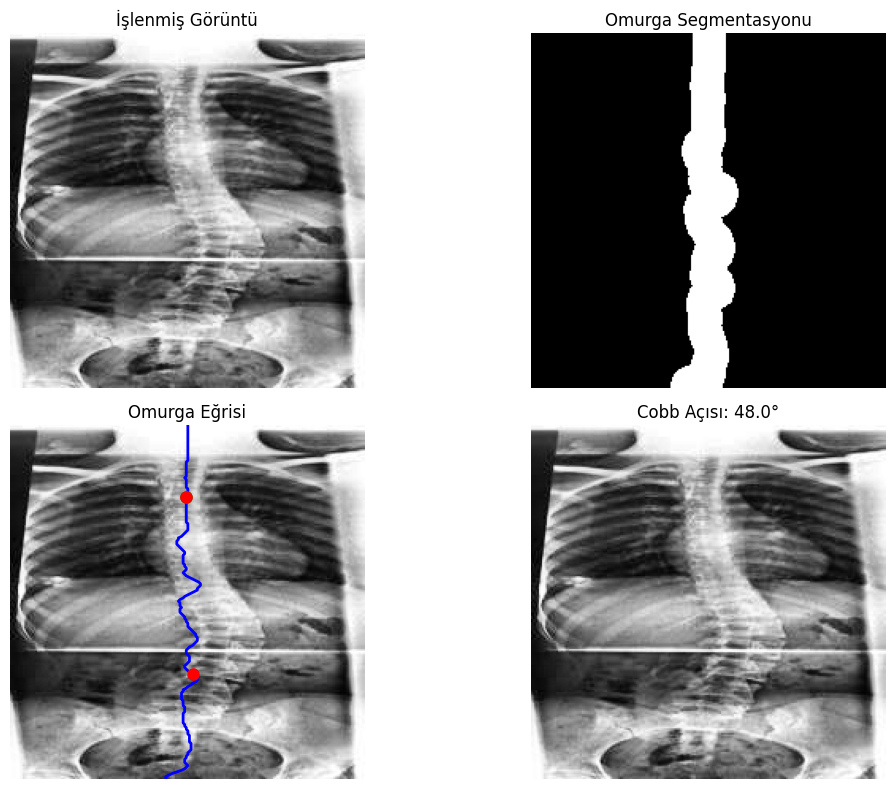 İşlenmiş Görüntü
Omurga Segmentasyonu
Omurga Eğrisi
Cobb Açısı: 48.0°